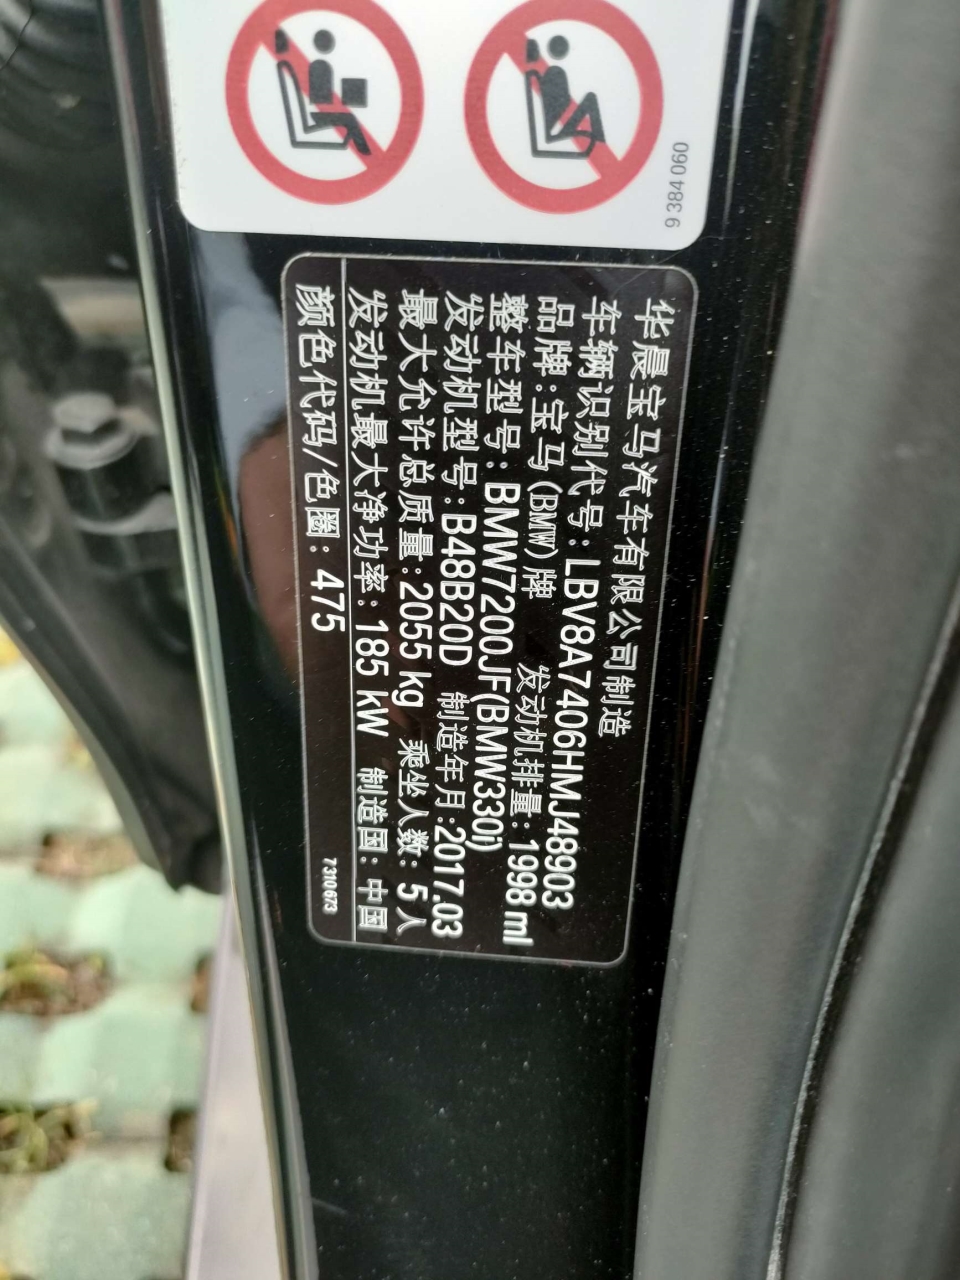 9 384 060
华晨宝马汽车有限公司制造
车辆识别代号：LBV8A7406HMJ48903
品牌：宝马(BMW)牌 发动机排量：1998 ml
整车型号：BMW7200JF(BMW330i)
发动机型号：B48B20D 制造年月：2017.03
最大允许总质量：2055 kg 乘坐人数：5人
发动机最大净功率：185 kW 制造国：中国
颜色代码/色圈：475
7310673